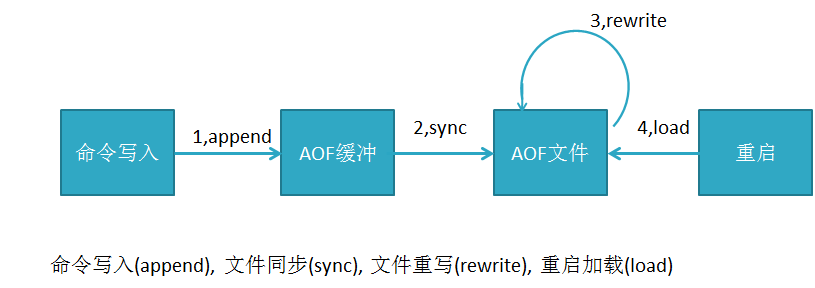 3,rewrite
命令写入
1,append
AOF缓冲
2,sync
AOF文件
4,load
重启
命令写入(append), 文件同步(sync), 文件重写(rewrite), 重启加载(load)